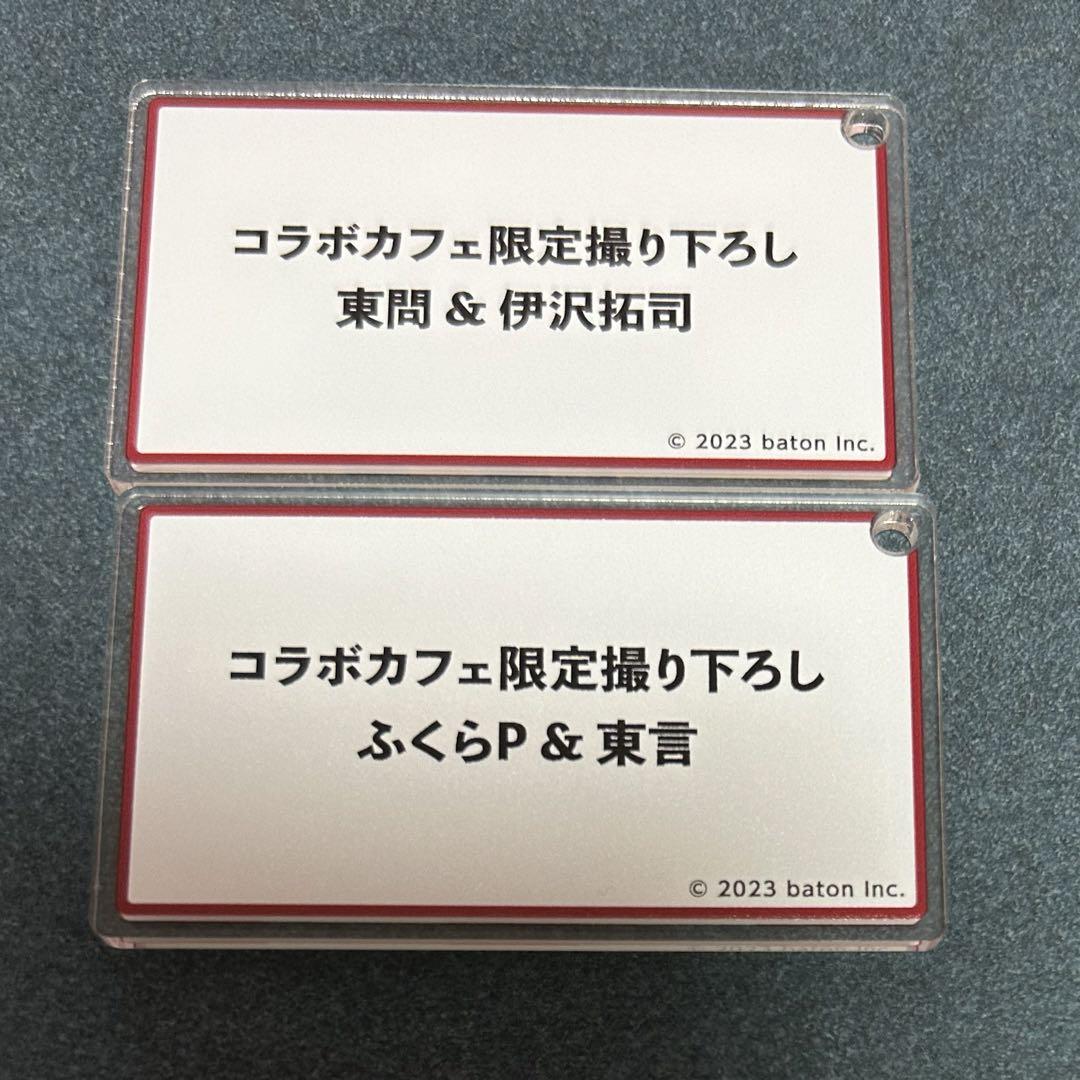 コラボカフェ限定撮り下ろし
東問 & 伊沢拓司
© 2023 baton Inc.
コラボカフェ限定撮り下ろし
ふくらP & 東言
© 2023 baton Inc.